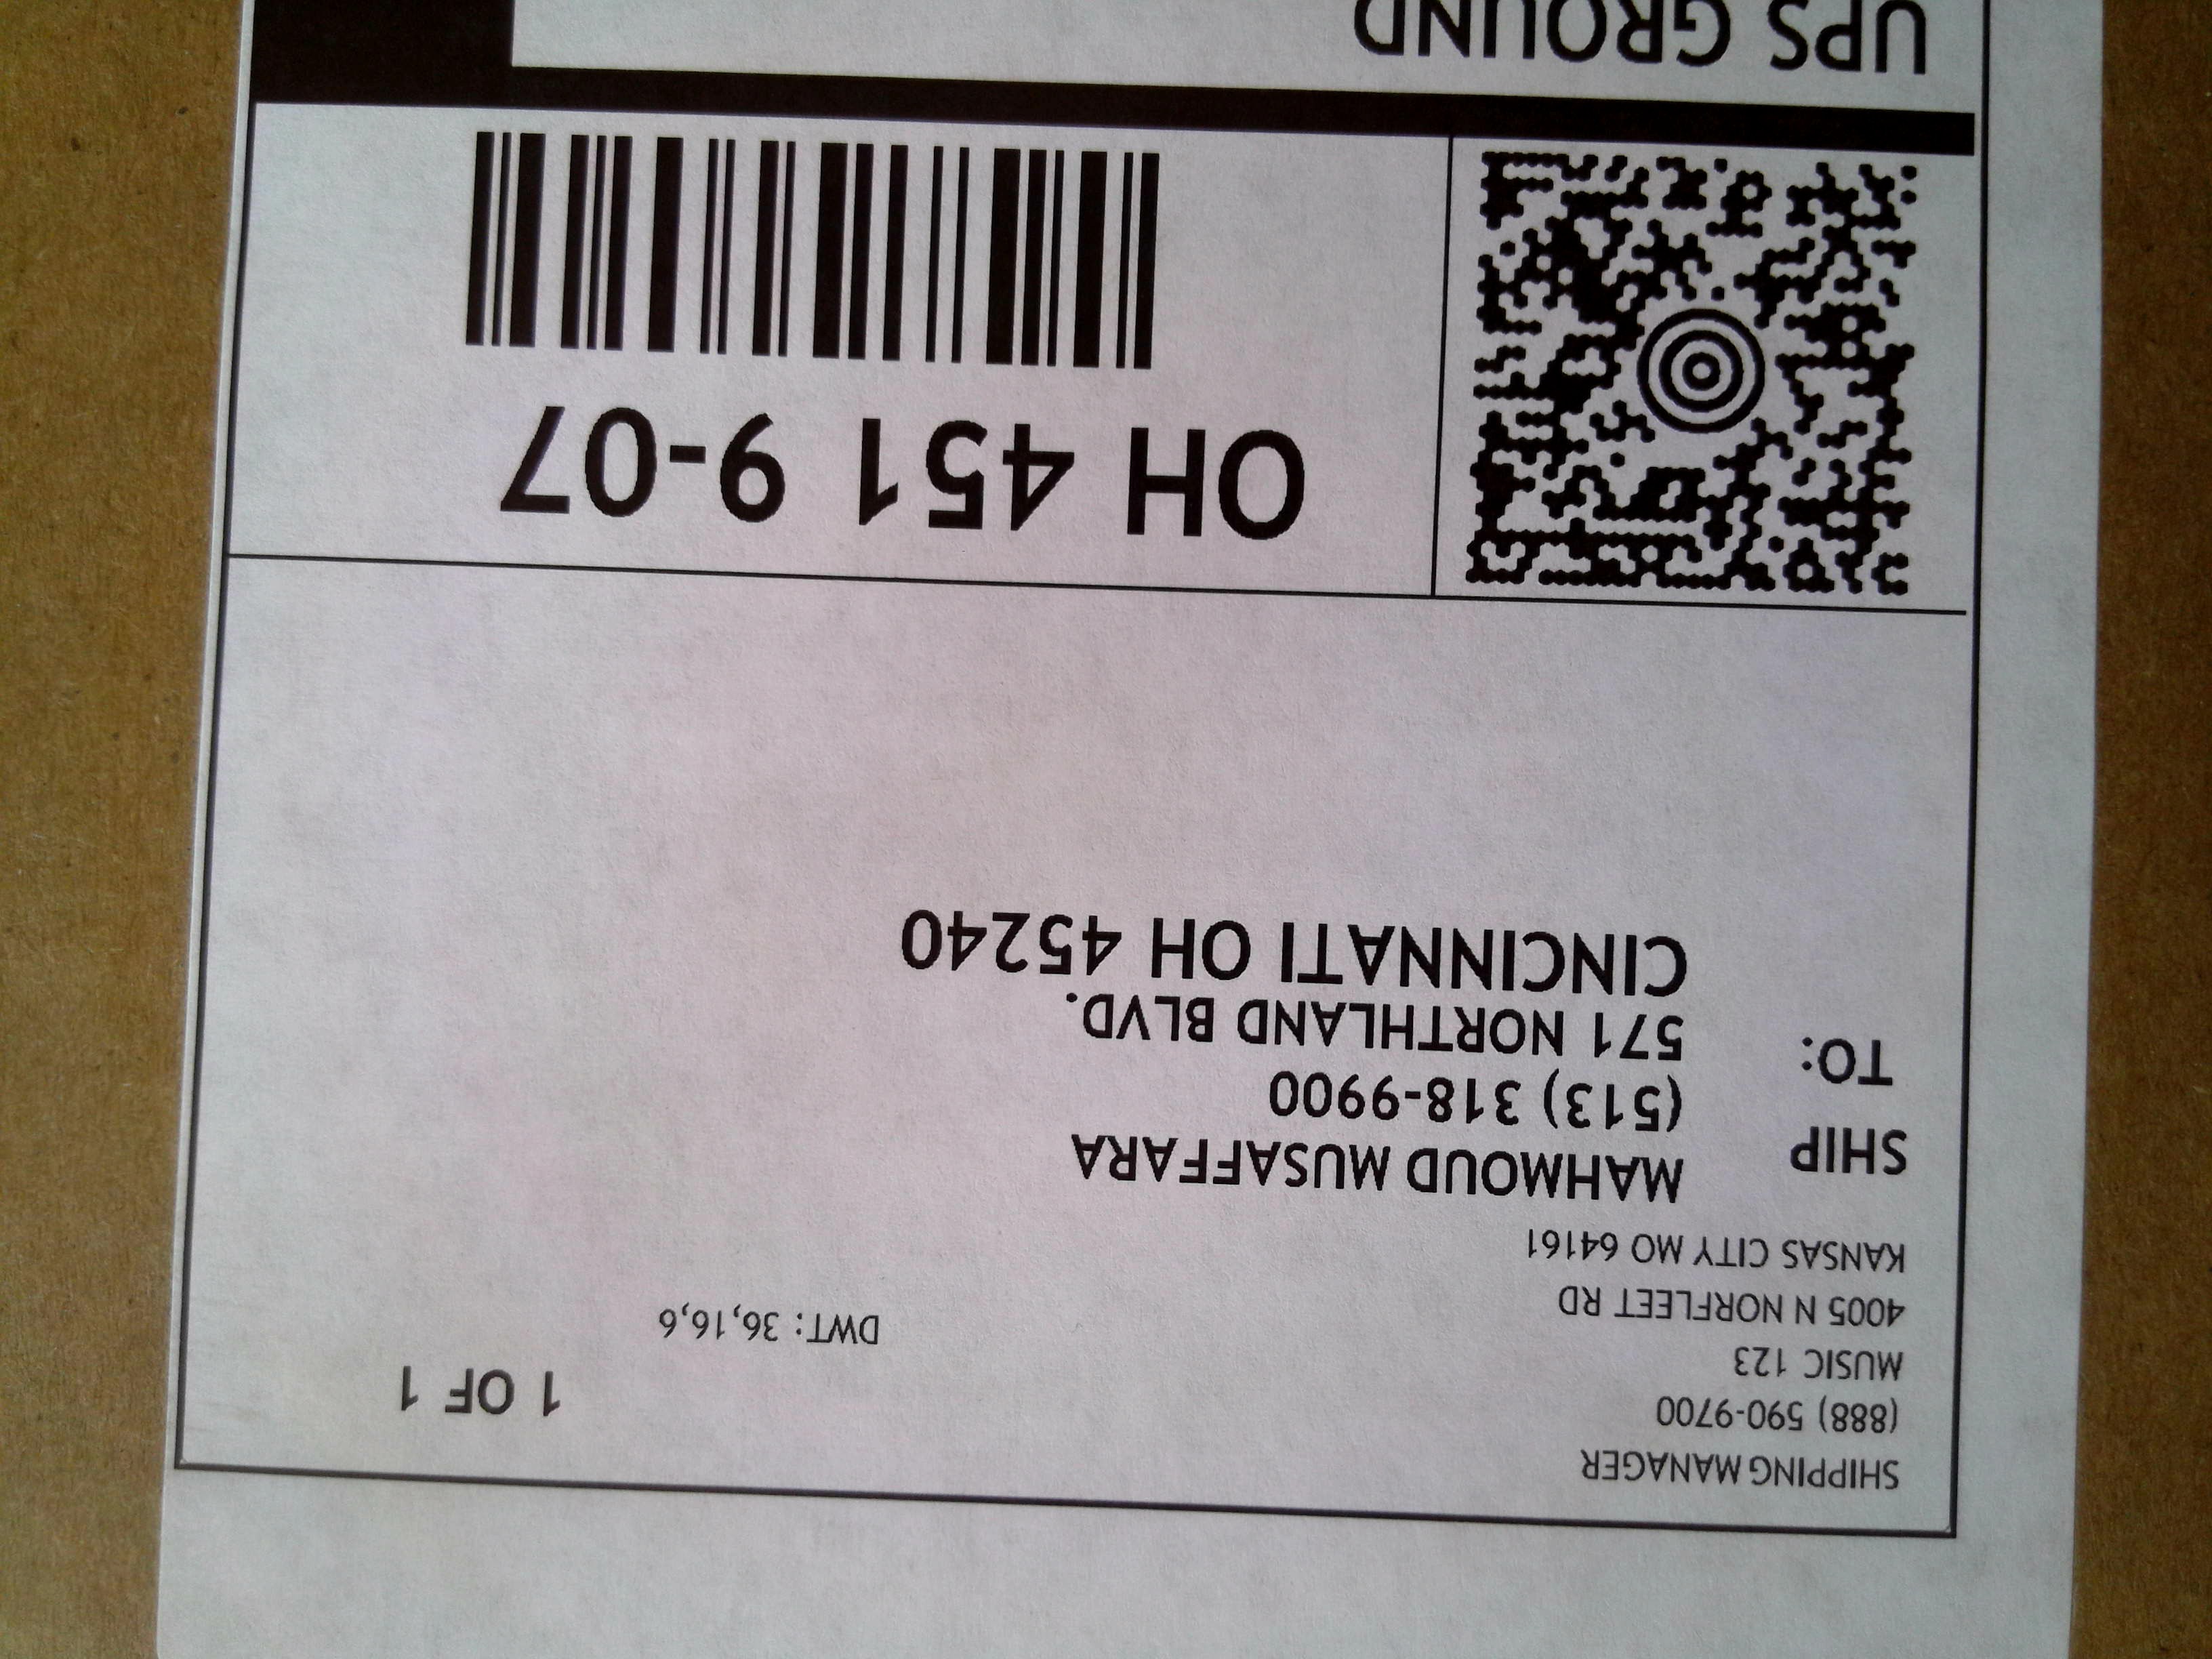 SHIPPING MANAGER
(888) 590-9700
MUSIC 123
4005 N NORFLEET RD
KANSAS CITY MO 64161
1 OF 1
DWT: 36,16,6
SHIP
TO:
MAHMOUD MUSAFFARA
(513) 318-9900
571 NORTHLAND BLVD.
CINCINNATI OH 45240
OH 451 9-07
UPS GROUND